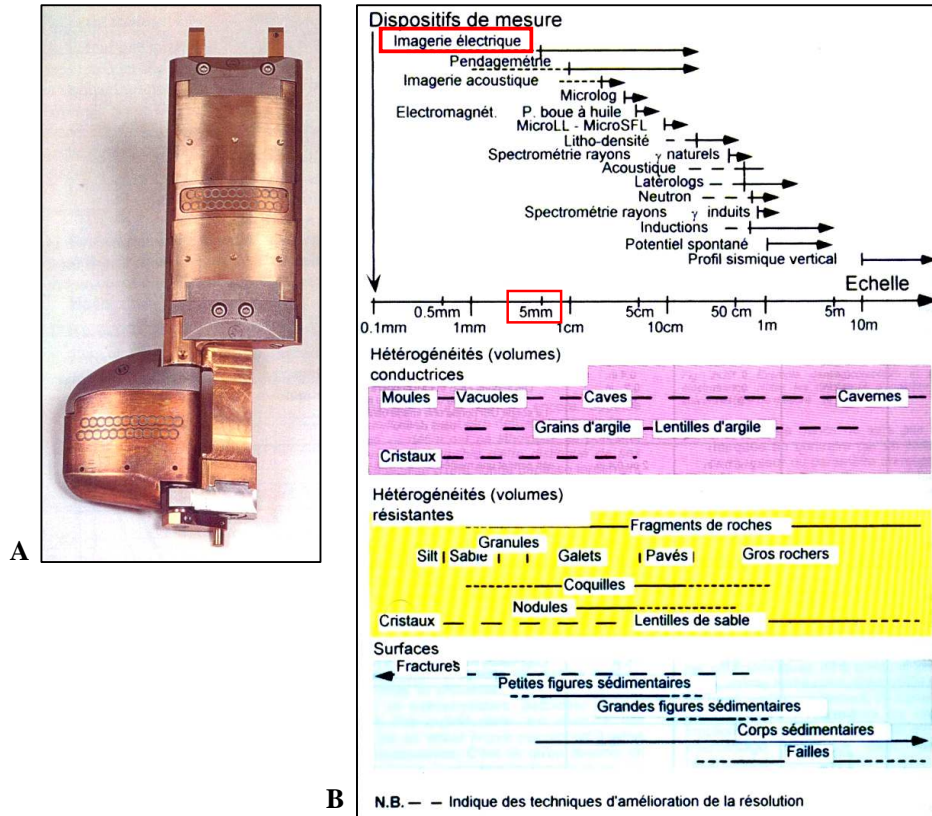 A
B
Dispositifs de mesure
Imagerie électrique
Pendagemétrie
Imagerie acoustique
Microlog
Electromagnét. P. boue à huile
MicroLL - MicroSFL
Litho-densité
Spectrométrie rayons γ naturels
Acoustique
Latèrologs
Neutron
Spectrométrie rayons γ induits
Inductions
Potentiel spontané
Profil sismique vertical
Echelle
0.5mm 5mm 5cm 50 cm 5m
0.1mm 1mm 1cm 10cm 1m 10m
Hétérogénéités (volumes)
conductrices
Moules Vacuoles Caves Cavernes
Grains d'argile Lentilles d'argile
Cristaux
Hétérogénéités (volumes)
résistantes
Fragments de roches
Granules
Silt Sable Galets Pavés Gros rochers
Coquilles
Nodules
Cristaux Lentilles de sable
Surfaces
Fractures
Petites figures sédimentaires
Grandes figures sédimentaires
Corps sédimentaires
Failles
N.B. — — Indique des techniques d'amélioration de la résolution